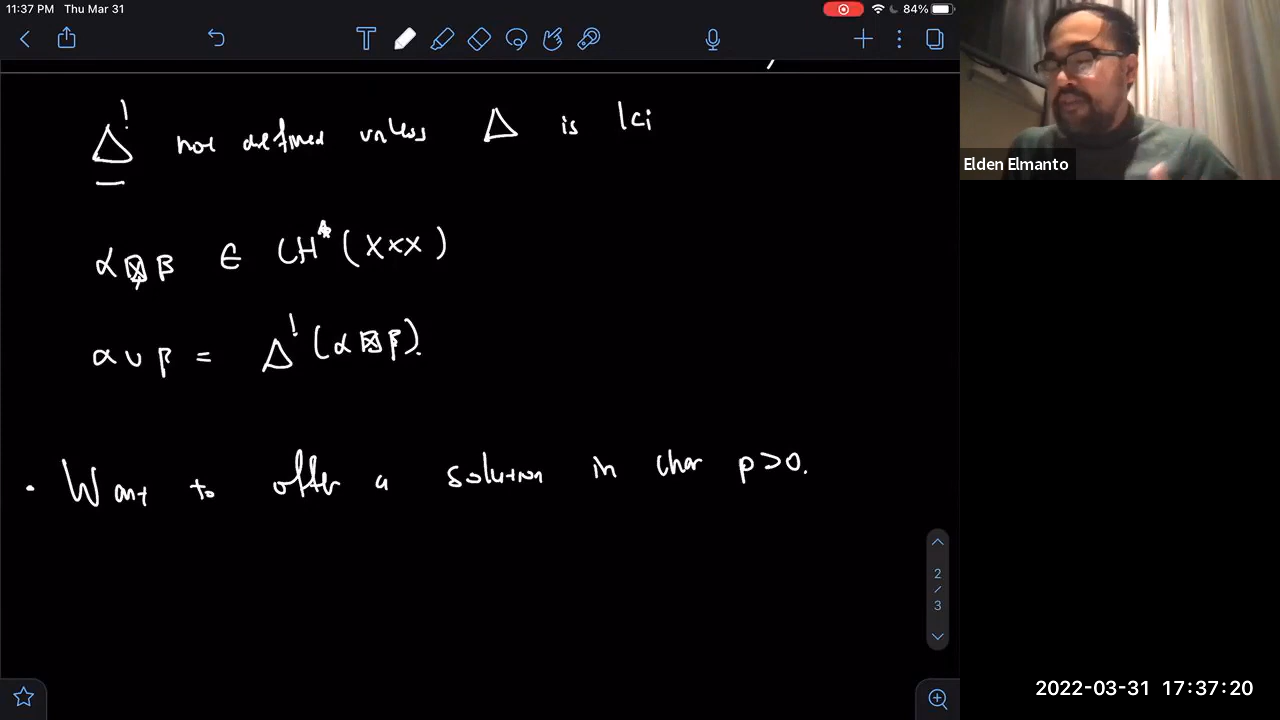 11:37 PM Thu Mar 31
84%
Δ! not defined unless Δ is lci
α ⊠ β ∈ CH*(X×X)
α ∪ β = Δ!(α ⊠ β).
• Want to offer a solution in char p>0.
2
/
3
Elden Elmanto
2022-03-31 17:37:20